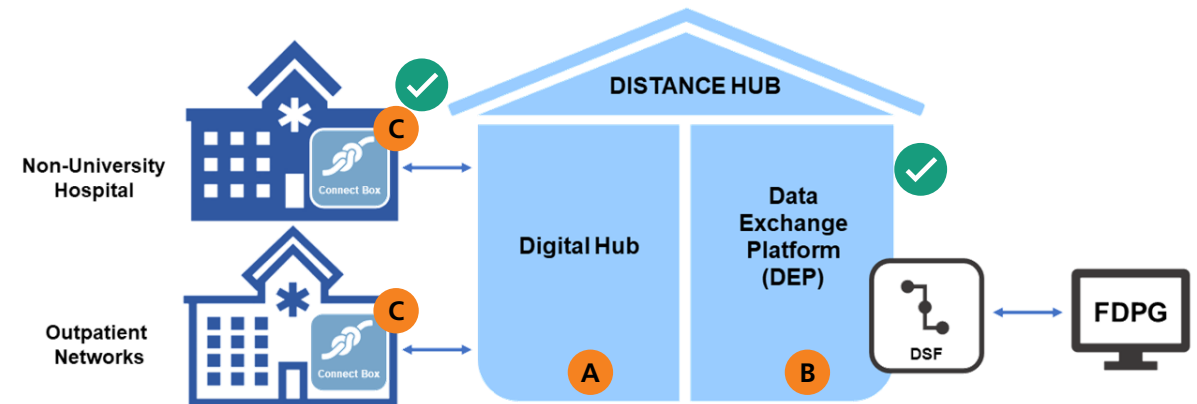 DISTANCE HUB
Non-University
Hospital
C
Connect Box
Outpatient
Networks
C
Connect Box
Digital Hub
A
Data
Exchange
Platform
(DEP)
B
DSF
FDPG